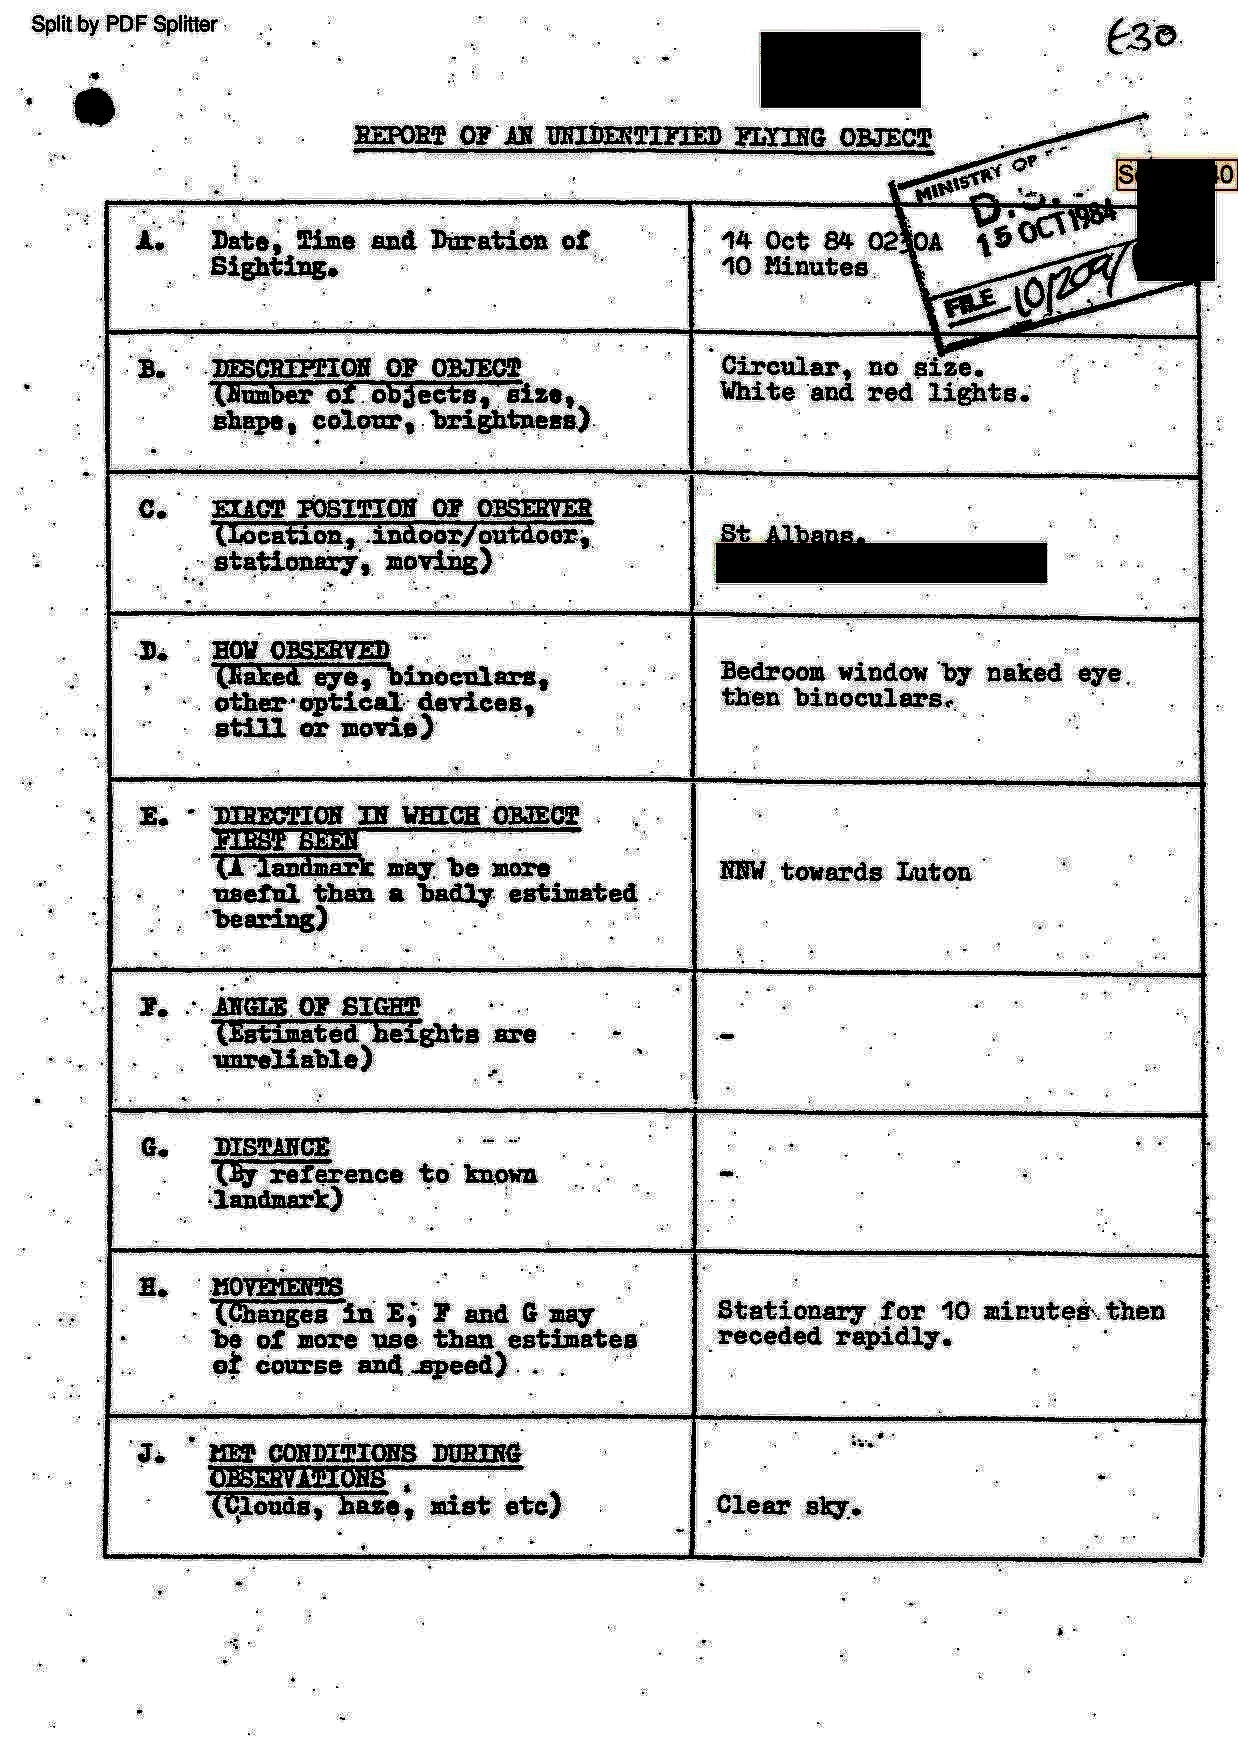 Split by PDF Splitter
E30
REPORT OF AN UNIDENTIFIED FLYING OBJECT
MINISTRY OF
15 OCT 1984
FILE 10/209/
A. Date, Time and Duration of Sighting.
14 Oct 84 0230A
10 Minutes
B. DESCRIPTION OF OBJECT
(Number of objects, size,
shape, colour, brightness)
Circular, no size.
White and red lights.
C. EXACT POSITION OF OBSERVER
(Location, indoor/outdoor,
stationary, moving)
St Albans.
D. HOW OBSERVED
(Naked eye, binoculars,
other optical devices,
still or movie)
Bedroom window by naked eye
then binoculars.
E. DIRECTION IN WHICH OBJECT
FIRST SEEN
(A landmark may be more
useful than a badly estimated
bearing)
NNW towards Luton
F. ANGLE OF SIGHT
(Estimated heights are
unreliable)
-
G. DISTANCE
(By reference to known
landmark)
-
H. MOVEMENTS
(Changes in E, F and G may
be of more use than estimates
of course and speed)
Stationary for 10 minutes then
receded rapidly.
J. MET CONDITIONS DURING
OBSERVATIONS
(Clouds, haze, mist etc)
Clear sky.